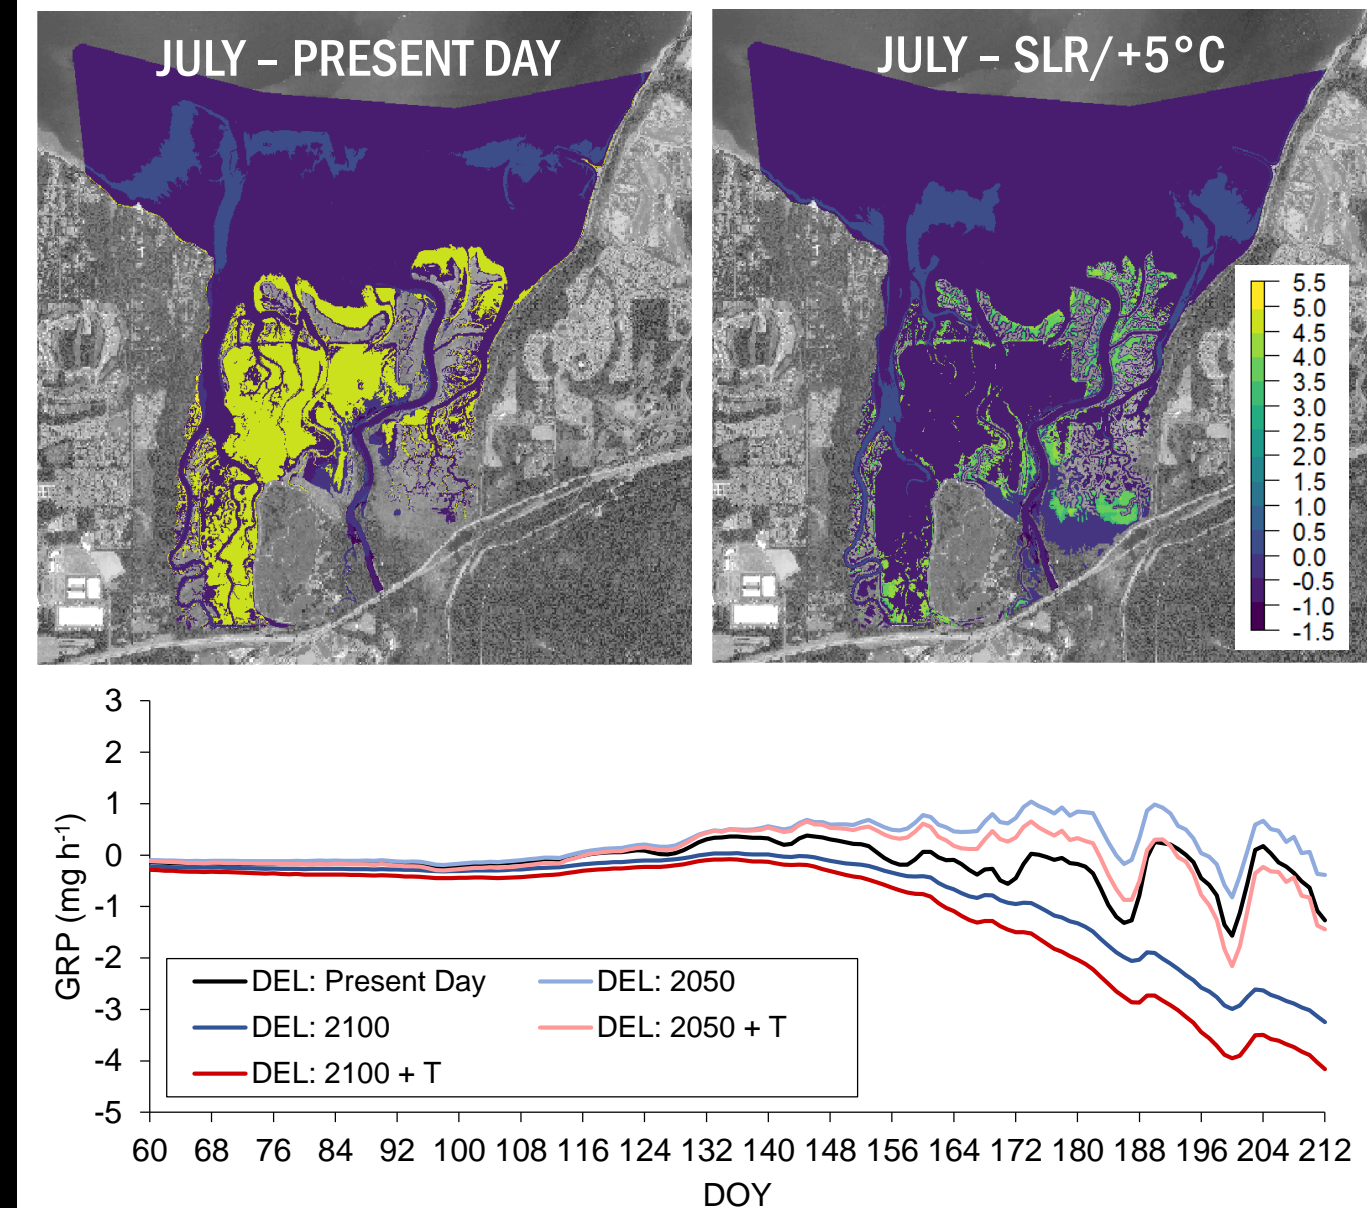 JULY – PRESENT DAY
JULY – SLR/+5°C
5.5
5.0
4.5
4.0
3.5
3.0
2.5
2.0
1.5
1.0
0.5
0.0
-0.5
-1.0
-1.5
3
2
1
0
-1
-2
-3
-4
-5
GRP (mg h⁻¹)
DEL: Present Day
DEL: 2050
DEL: 2100
DEL: 2050 + T
DEL: 2100 + T
60 68 76 84 92 100 108 116 124 132 140 148 156 164 172 180 188 196 204 212
DOY